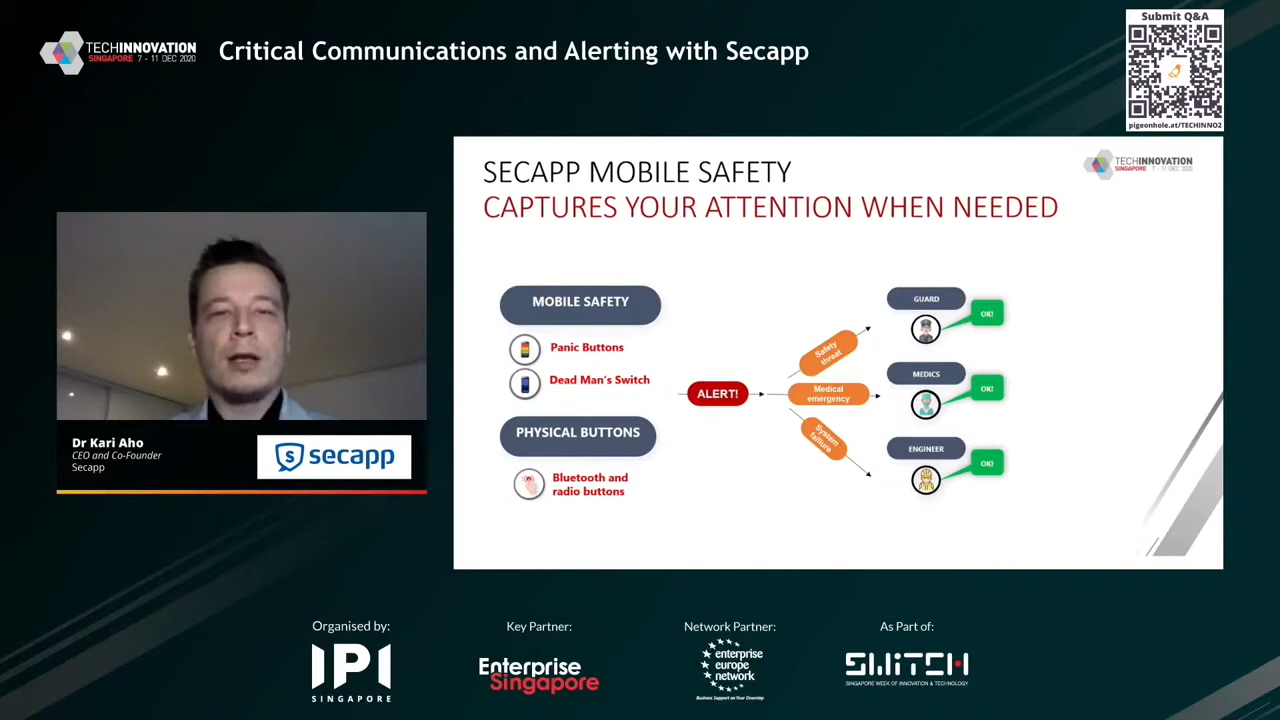 TECHINNOVATION
SINGAPORE 7 - 11 DEC 2020
Critical Communications and Alerting with Secapp
Submit Q&A
pigeonhole.at/TECHINNO2
SECAPP MOBILE SAFETY
CAPTURES YOUR ATTENTION WHEN NEEDED
TECHINNOVATION
SINGAPORE 7 - 11 DEC 2020
MOBILE SAFETY
Panic Buttons
Dead Man's Switch
PHYSICAL BUTTONS
Bluetooth and
radio buttons
ALERT!
Safety
threat
Medical
emergency
System
failiure
GUARD
OK!
MEDICS
OK!
ENGINEER
OK!
Dr Kari Aho
CEO and Co-Founder
Secapp
S secapp
Organised by:
IPI
SINGAPORE
Key Partner:
Enterprise
Singapore
Network Partner:
enterprise
europe
network
Business Support on Your Doorstep
As Part of:
SWITCH
SINGAPORE WEEK OF INNOVATION & TECHNOLOGY